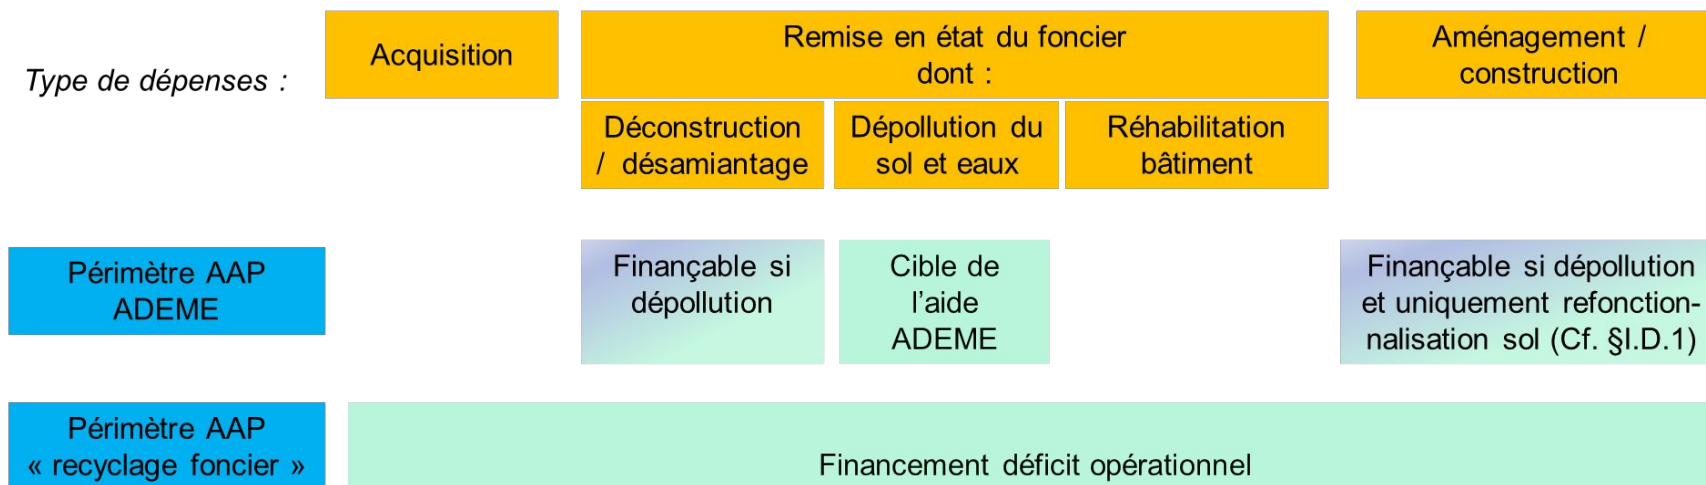 Type de dépenses :
Acquisition
Remise en état du foncier
dont :
Aménagement /
construction
Déconstruction
/ désamiantage
Dépollution du
sol et eaux
Réhabilitation
bâtiment
Périmètre AAP
ADEME
Finançable si
dépollution
Cible de
l'aide
ADEME
Finançable si dépollution
et uniquement refonction-
nalisation sol (Cf. §I.D.1)
Périmètre AAP
« recyclage foncier »
Financement déficit opérationnel